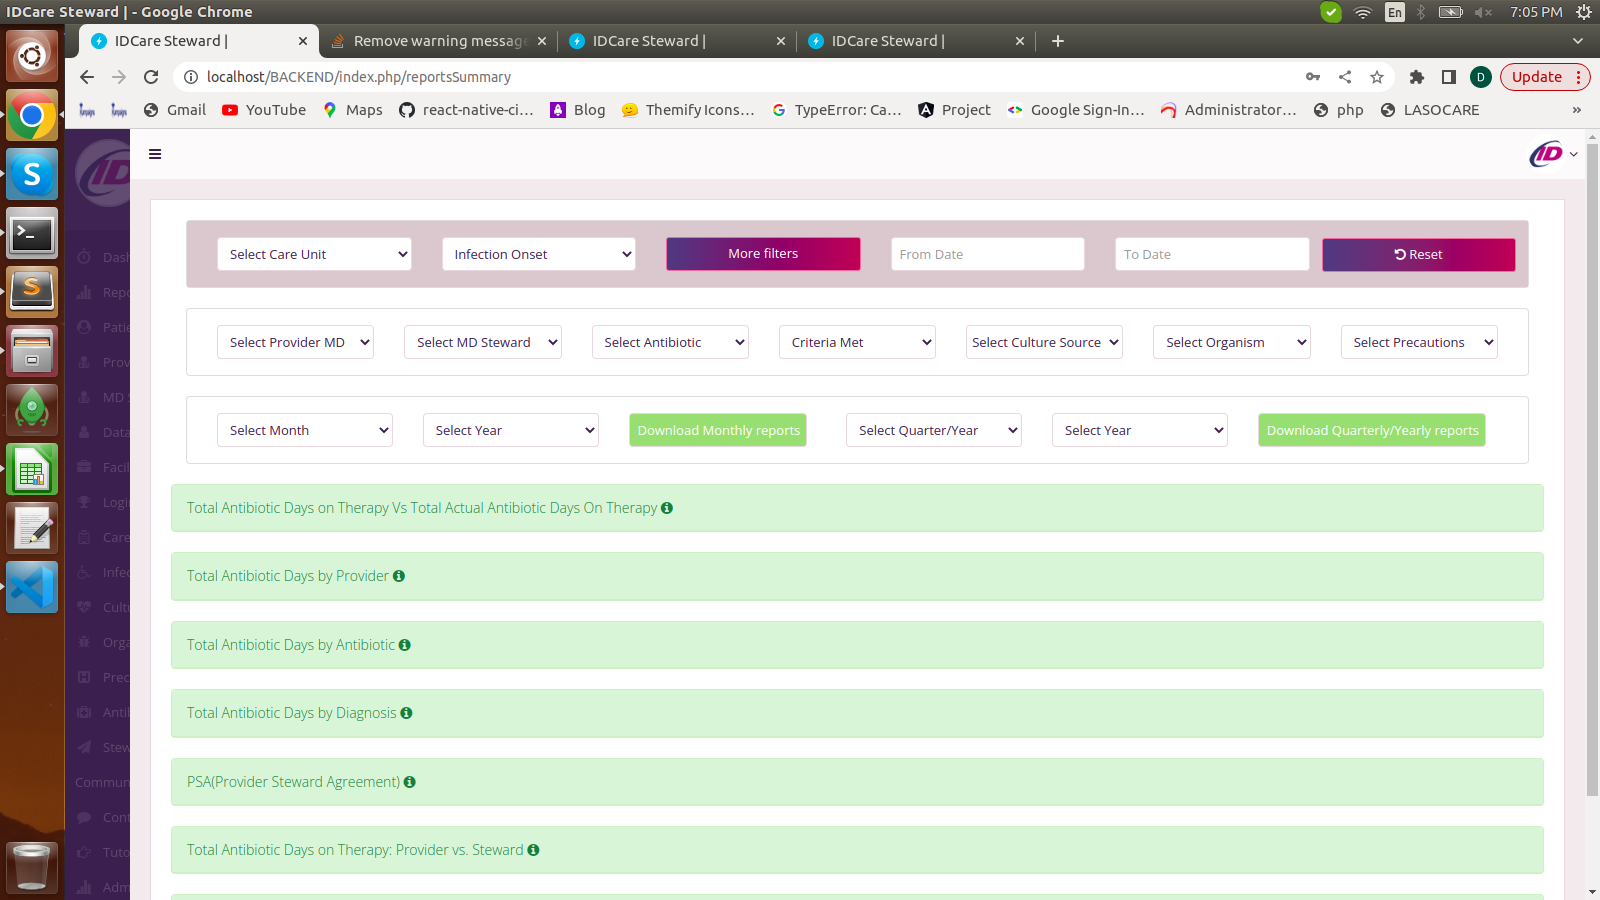 IDCare Steward | - Google Chrome
En
7:05 PM
IDCare Steward |
Remove warning message
IDCare Steward |
IDCare Steward |
localhost/BACKEND/index.php/reportsSummary
D
Update
Gmail
YouTube
Maps
react-native-ci...
Blog
Themify Icons...
TypeError: Ca...
Project
Google Sign-In...
Administrator...
php
LASOCARE
»
ID
ID
Select Care Unit
Infection Onset
More filters
From Date
To Date
Reset
Select Provider MD
Select MD Steward
Select Antibiotic
Criteria Met
Select Culture Source
Select Organism
Select Precautions
Select Month
Select Year
Download Monthly reports
Select Quarter/Year
Select Year
Download Quarterly/Yearly reports
Total Antibiotic Days on Therapy Vs Total Actual Antibiotic Days On Therapy
Total Antibiotic Days by Provider
Total Antibiotic Days by Antibiotic
Total Antibiotic Days by Diagnosis
PSA(Provider Steward Agreement)
Total Antibiotic Days on Therapy: Provider vs. Steward
Dash
Repo
Patie
Prov
MD S
Data
Facil
Login
Care
Infec
Cultu
Orga
Prec
Antil
Stew
Commun
Cont
Tuto
Adm